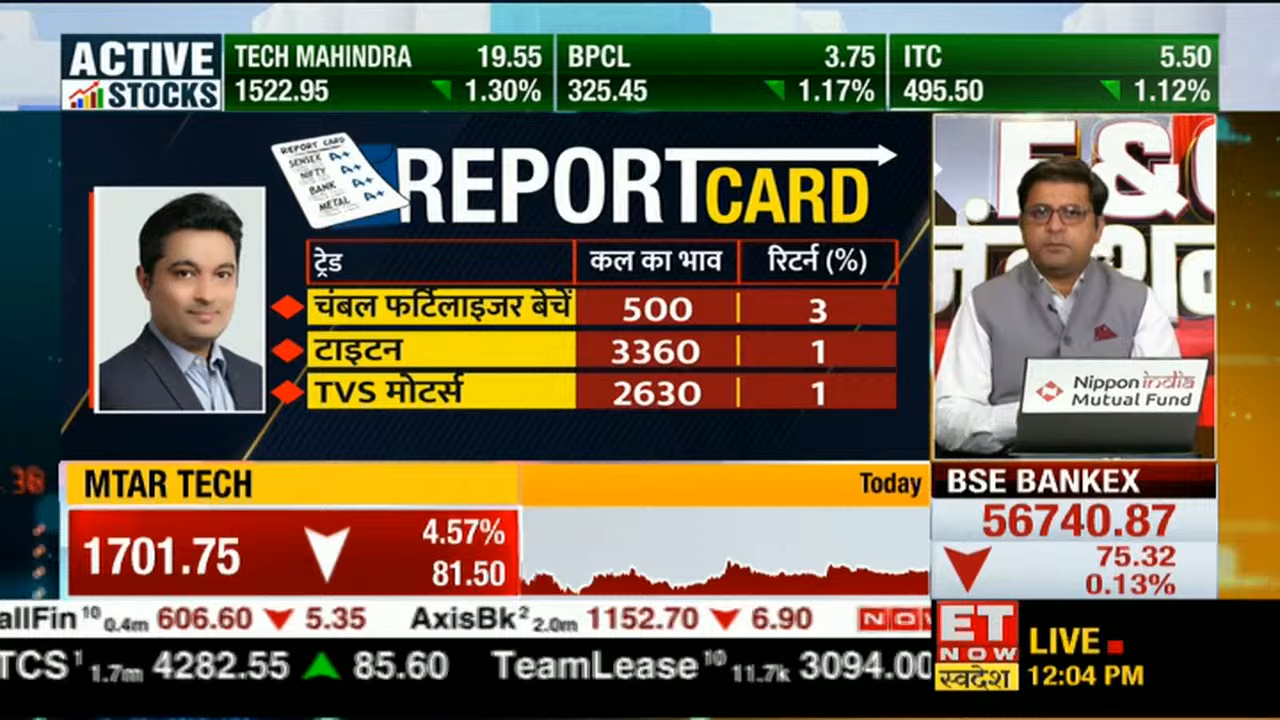 ACTIVE STOCKS
TECH MAHINDRA 19.55
1522.95 1.30%
BPCL 3.75
325.45 1.17%
ITC 5.50
495.50 1.12%
REPORT CARD
SENSEX A+
NIFTY A+
BANK A+
METAL A+
REPORT CARD
ट्रेड कल का भाव रिटर्न (%)
चंबल फर्टिलाइजर बेचें 500 3
टाइटन 3360 1
TVS मोटर्स 2630 1
E&
Nippon india
Mutual Fund
MTAR TECH Today
1701.75 4.57%
81.50
BSE BANKEX
56740.87
75.32
0.13%
allFin 10 0.4m 606.60 5.35 AxisBk 2 2.0m 1152.70 6.90 NO
TCS 1 1.7m 4282.55 85.60 TeamLease 10 11.7k 3094.00
ET
NOW
स्वदेश
LIVE
12:04 PM